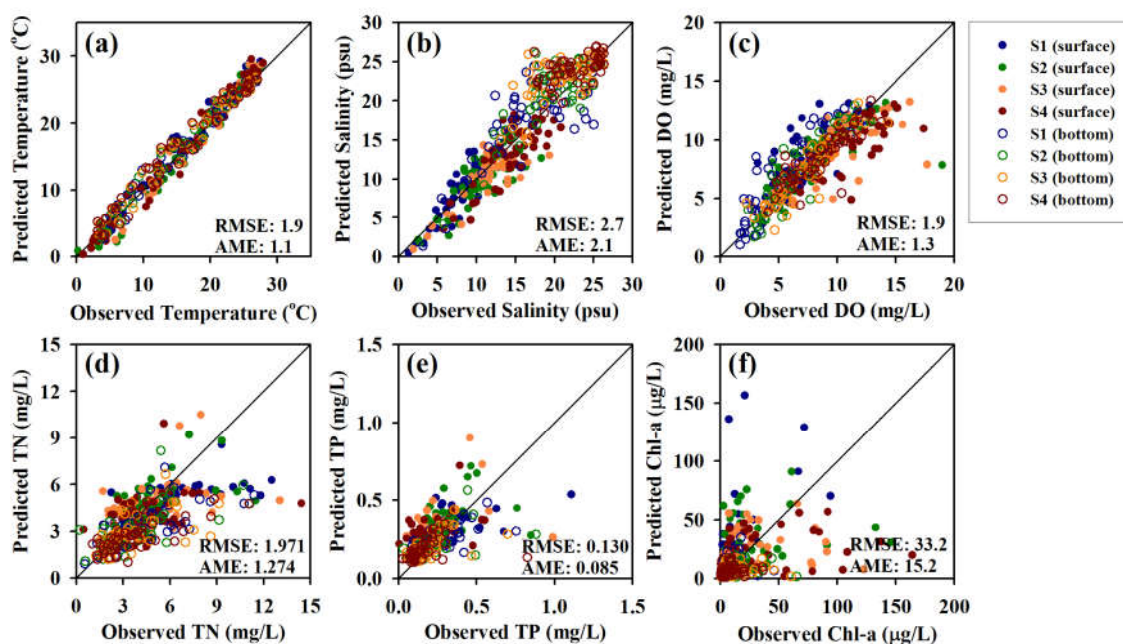 (a)
Predicted Temperature (°C)
40
30
20
10
0
0 10 20 30 40
Observed Temperature (°C)
RMSE: 1.9
AME: 1.1
(b)
Predicted Salinity (psu)
30
25
20
15
10
5
0
0 5 10 15 20 25 30
Observed Salinity (psu)
RMSE: 2.7
AME: 2.1
(c)
Predicted DO (mg/L)
20
15
10
5
0
0 5 10 15 20
Observed DO (mg/L)
RMSE: 1.9
AME: 1.3
S1 (surface)
S2 (surface)
S3 (surface)
S4 (surface)
S1 (bottom)
S2 (bottom)
S3 (bottom)
S4 (bottom)
(d)
Predicted TN (mg/L)
15
12
9
6
3
0
0 3 6 9 12 15
Observed TN (mg/L)
RMSE: 1.971
AME: 1.274
(e)
Predicted TP (mg/L)
1.5
1.0
0.5
0.0
0.0 0.5 1.0 1.5
Observed TP (mg/L)
RMSE: 0.130
AME: 0.085
(f)
Predicted Chl-a (μg/L)
200
150
100
50
0
0 50 100 150 200
Observed Chl-a (μg/L)
RMSE: 33.2
AME: 15.2